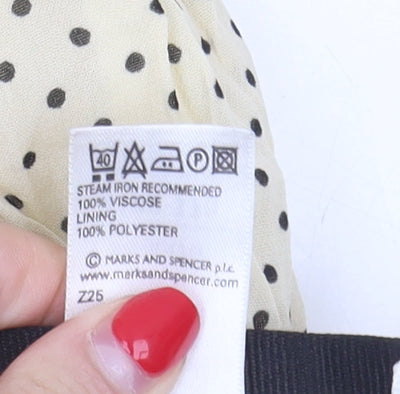 40 P
STEAM IRON RECOMMENDED
100% VISCOSE
LINING
100% POLYESTER
© MARKS AND SPENCER p.l.c.
www.marksandspencer.com
Z25